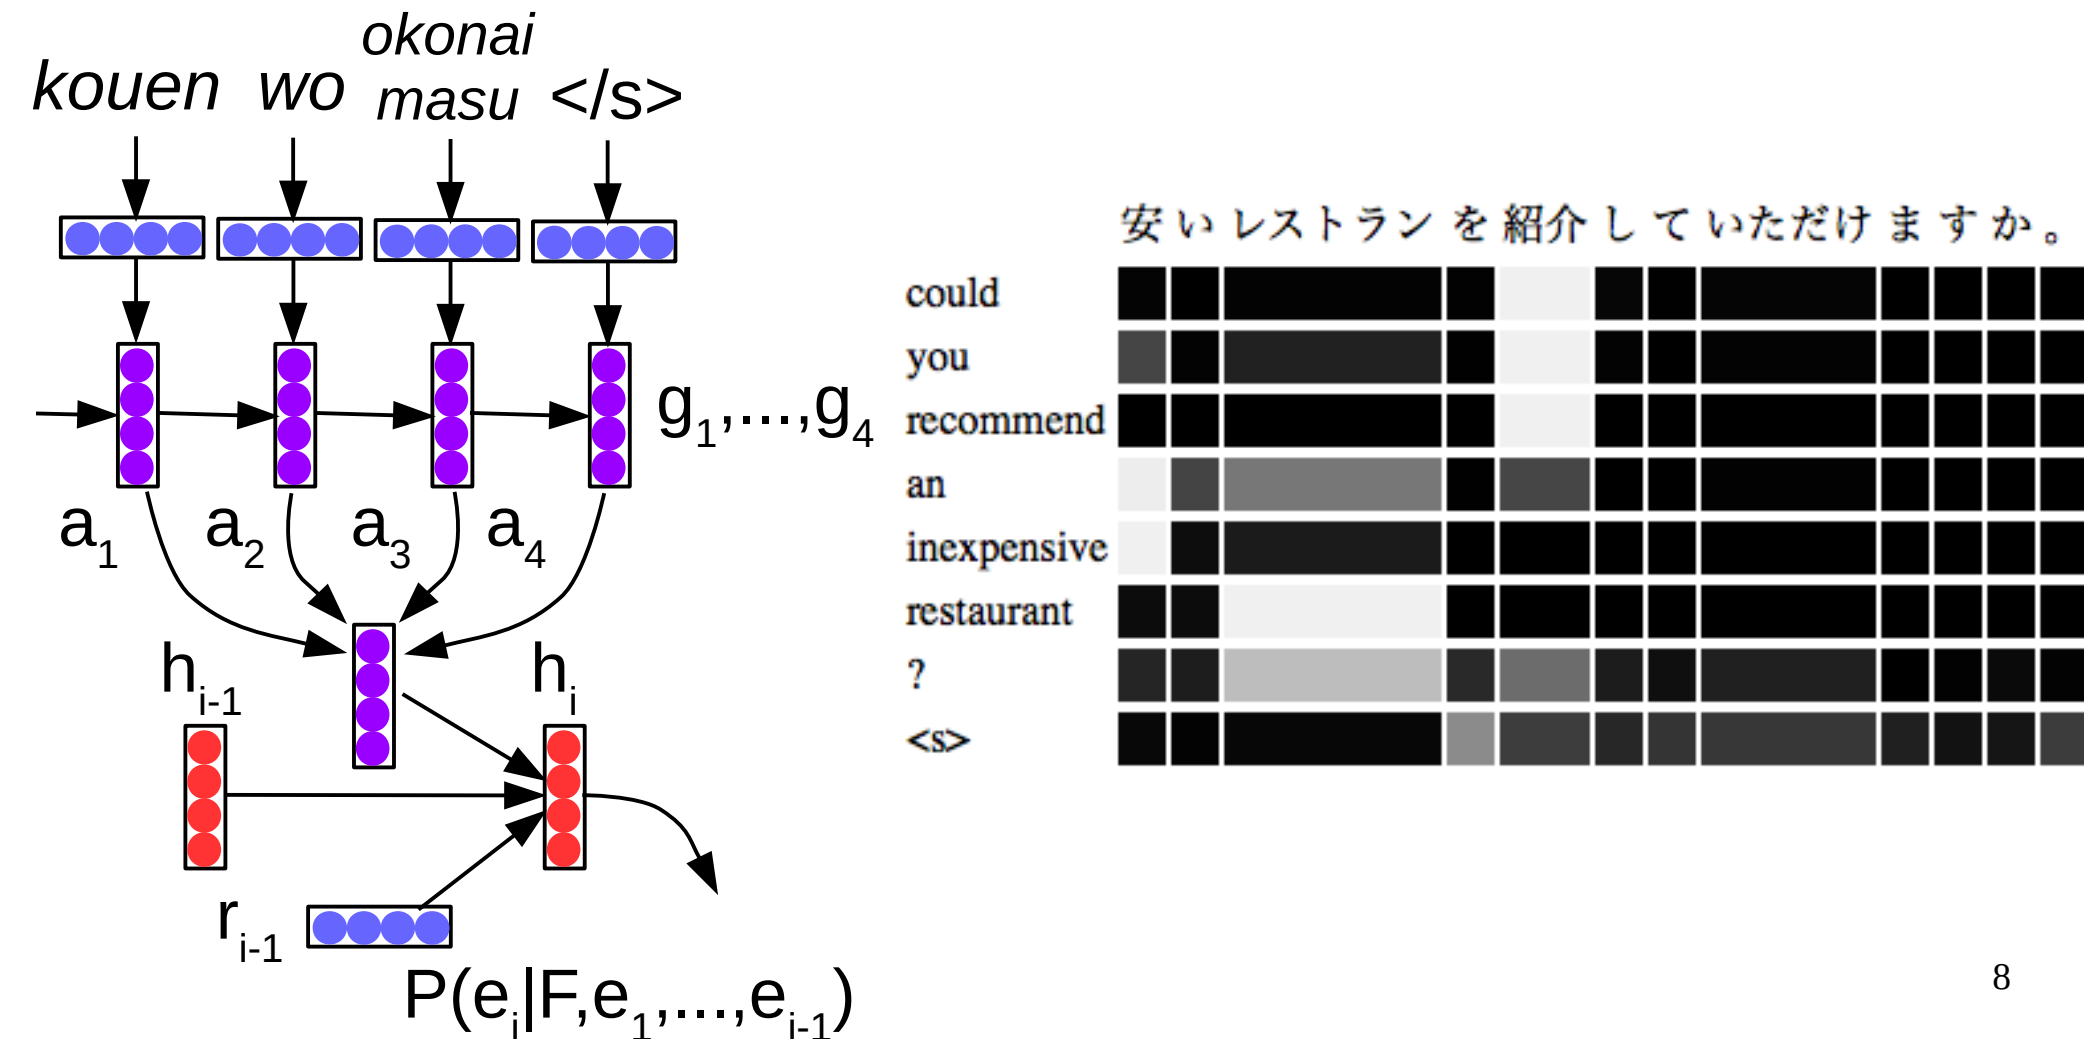 kouen wo okonai masu </s>
g1,...,g4
a1 a2 a3 a4
hi-1 hi
ri-1
P(ei|F,e1,...,ei-1)
安 い レストラン を 紹介 し て いただけ ま す か 。
could
you
recommend
an
inexpensive
restaurant
?
<s>
8